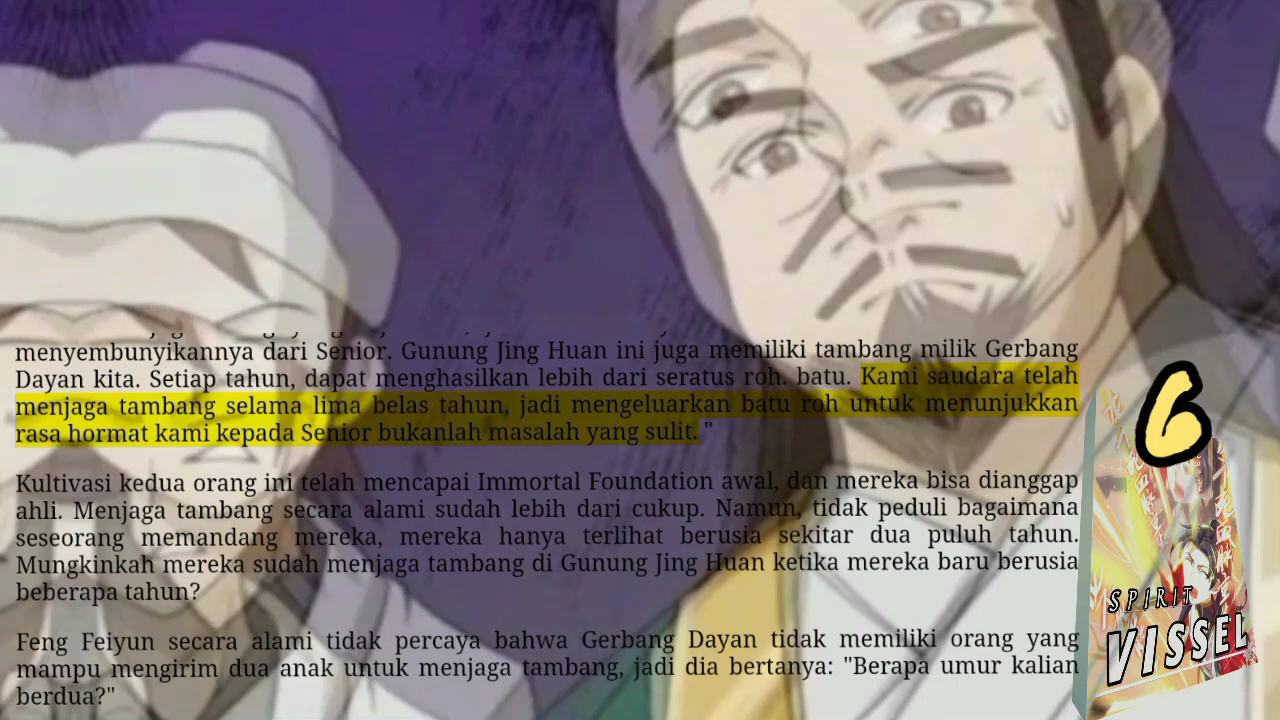 menyembunyikannya dari Senior. Gunung Jing Huan ini juga memiliki tambang milik Gerbang
Dayan kita. Setiap tahun, dapat menghasilkan lebih dari seratus roh. batu. Kami saudara telah
menjaga tambang selama lima belas tahun, jadi mengeluarkan batu roh untuk menunjukkan
rasa hormat kami kepada Senior bukanlah masalah yang sulit. "
Kultivasi kedua orang ini telah mencapai Immortal Foundation awal, dan mereka bisa dianggap
ahli. Menjaga tambang secara alami sudah lebih dari cukup. Namun, tidak peduli bagaimana
seseorang memandang mereka, mereka hanya terlihat berusia sekitar dua puluh tahun.
Mungkinkah mereka sudah menjaga tambang di Gunung Jing Huan ketika mereka baru berusia
beberapa tahun?
Feng Feiyun secara alami tidak percaya bahwa Gerbang Dayan tidak memiliki orang yang
mampu mengirim dua anak untuk menjaga tambang, jadi dia bertanya: "Berapa umur kalian
berdua?"
6
SPIRIT
VISSEL